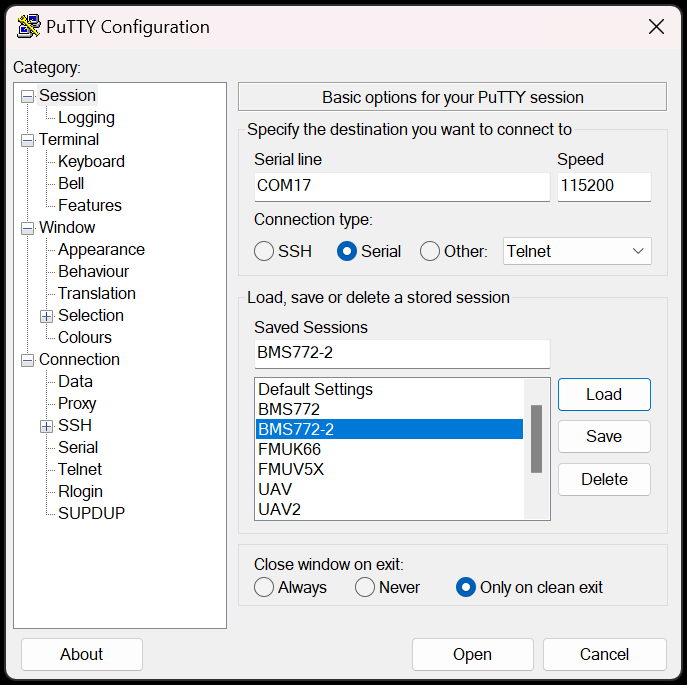 PuTTY Configuration
Category:
Session
Logging
Terminal
Keyboard
Bell
Features
Window
Appearance
Behaviour
Translation
Selection
Colours
Connection
Data
Proxy
SSH
Serial
Telnet
Rlogin
SUPDUP
Basic options for your PuTTY session
Specify the destination you want to connect to
Serial line Speed
COM17 115200
Connection type:
SSH Serial Other: Telnet
Load, save or delete a stored session
Saved Sessions
BMS772-2
Default Settings
BMS772
BMS772-2
FMUK66
FMUV5X
UAV
UAV2
Load
Save
Delete
Close window on exit:
Always Never Only on clean exit
About Open Cancel